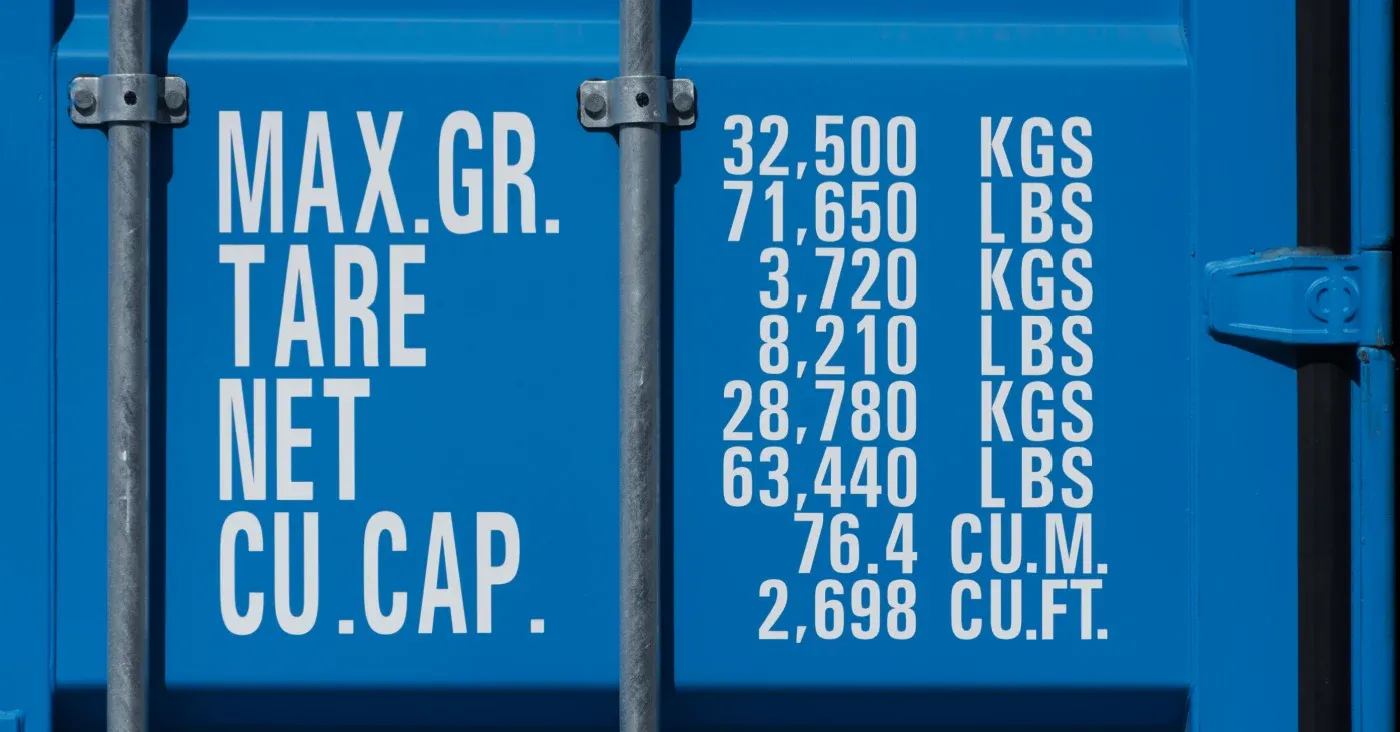 MAX.GR. 32,500 KGS
71,650 LBS
TARE 3,720 KGS
8,210 LBS
NET 28,780 KGS
63,440 LBS
CU.CAP. 76.4 CU.M.
2,698 CU.FT.